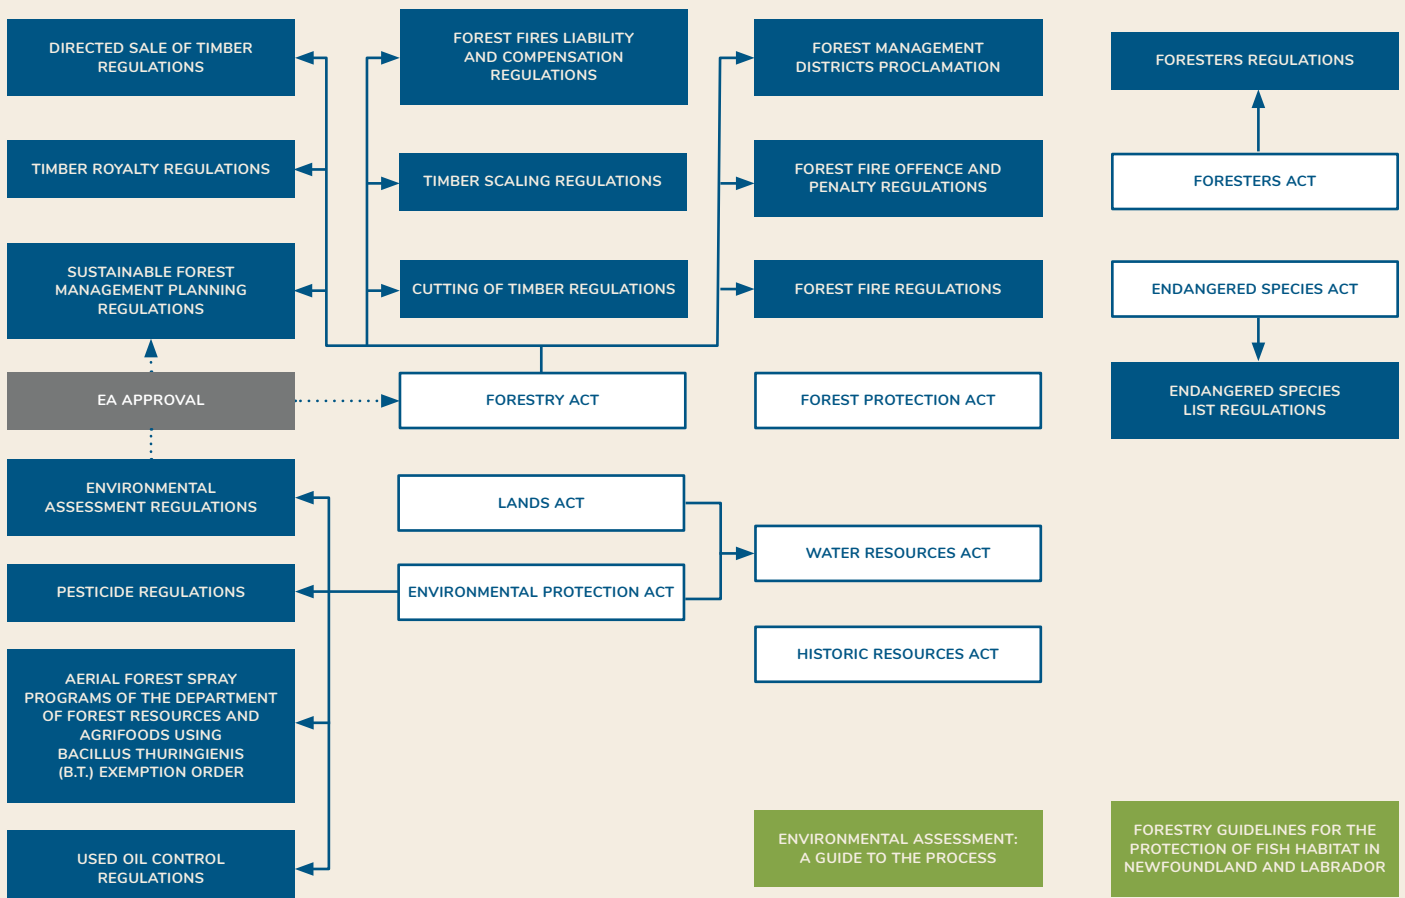 DIRECTED SALE OF TIMBER
REGULATIONS
FOREST FIRES LIABILITY
AND COMPENSATION
REGULATIONS
FOREST MANAGEMENT
DISTRICTS PROCLAMATION
FORESTERS REGULATIONS
TIMBER ROYALTY REGULATIONS
TIMBER SCALING REGULATIONS
FOREST FIRE OFFENCE AND
PENALTY REGULATIONS
FORESTERS ACT
SUSTAINABLE FOREST
MANAGEMENT PLANNING
REGULATIONS
CUTTING OF TIMBER REGULATIONS
FOREST FIRE REGULATIONS
ENDANGERED SPECIES ACT
EA APPROVAL
FORESTRY ACT
FOREST PROTECTION ACT
ENDANGERED SPECIES
LIST REGULATIONS
ENVIRONMENTAL
ASSESSMENT REGULATIONS
LANDS ACT
WATER RESOURCES ACT
PESTICIDE REGULATIONS
ENVIRONMENTAL PROTECTION ACT
HISTORIC RESOURCES ACT
AERIAL FOREST SPRAY
PROGRAMS OF THE DEPARTMENT
OF FOREST RESOURCES AND
AGRIFOODS USING
BACILLUS THURINGIENIS
(B.T.) EXEMPTION ORDER
USED OIL CONTROL
REGULATIONS
ENVIRONMENTAL ASSESSMENT:
A GUIDE TO THE PROCESS
FORESTRY GUIDELINES FOR THE
PROTECTION OF FISH HABITAT IN
NEWFOUNDLAND AND LABRADOR